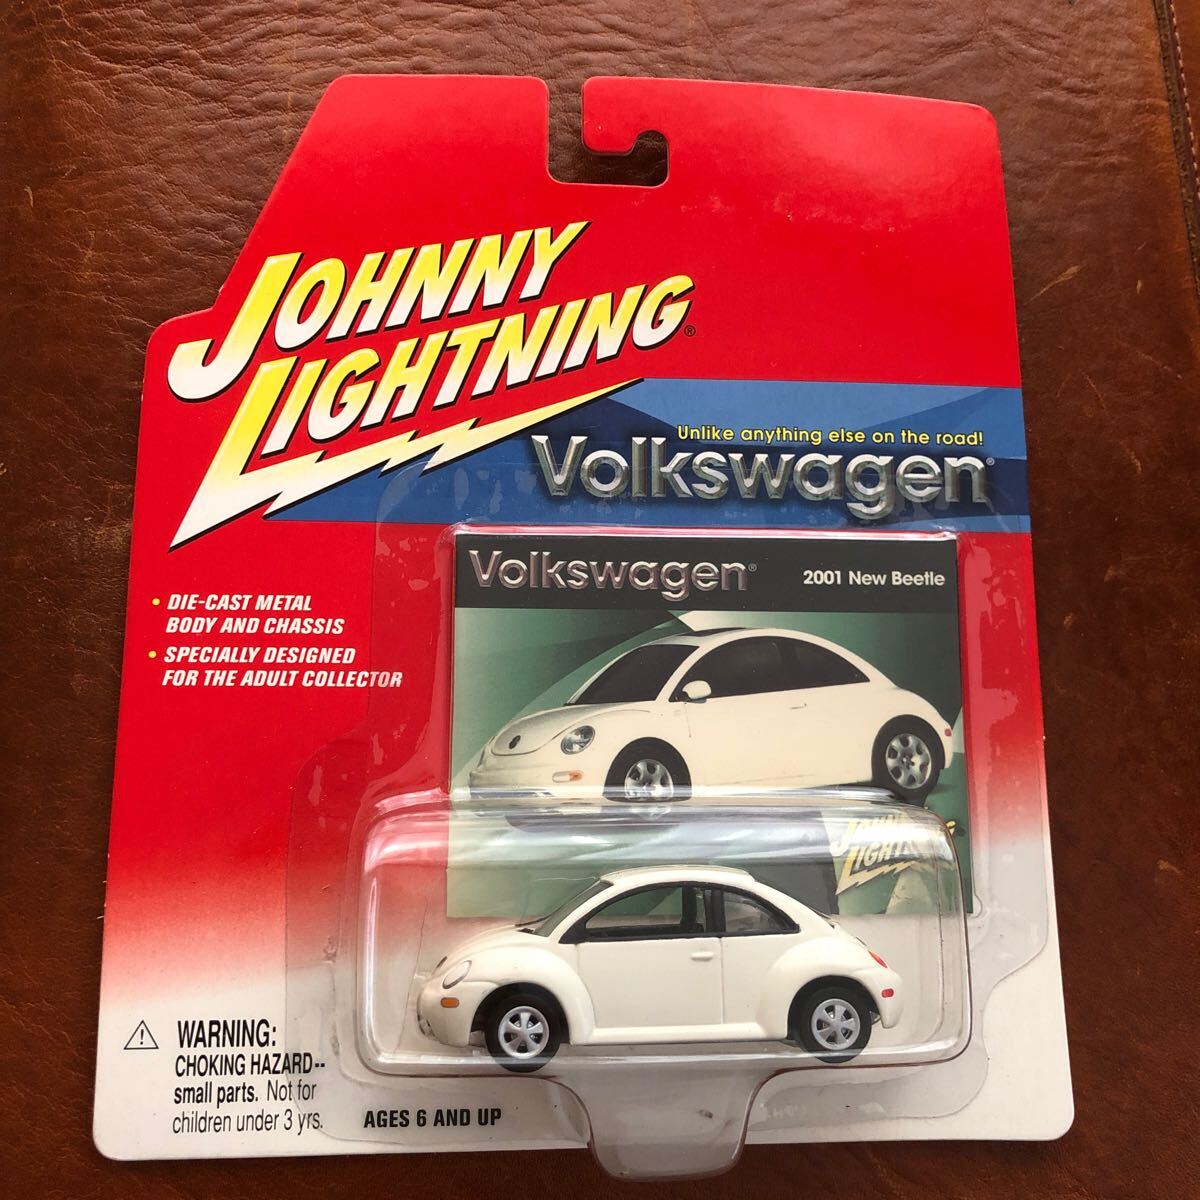 JOHNNY
LIGHTNING®
Unlike anything else on the road!
Volkswagen®
Volkswagen®
2001 New Beetle
• DIE-CAST METAL
BODY AND CHASSIS
• SPECIALLY DESIGNED
FOR THE ADULT COLLECTOR
JOHNNY
LIGHTNING
WARNING:
CHOKING HAZARD--
small parts. Not for
children under 3 yrs.
AGES 6 AND UP